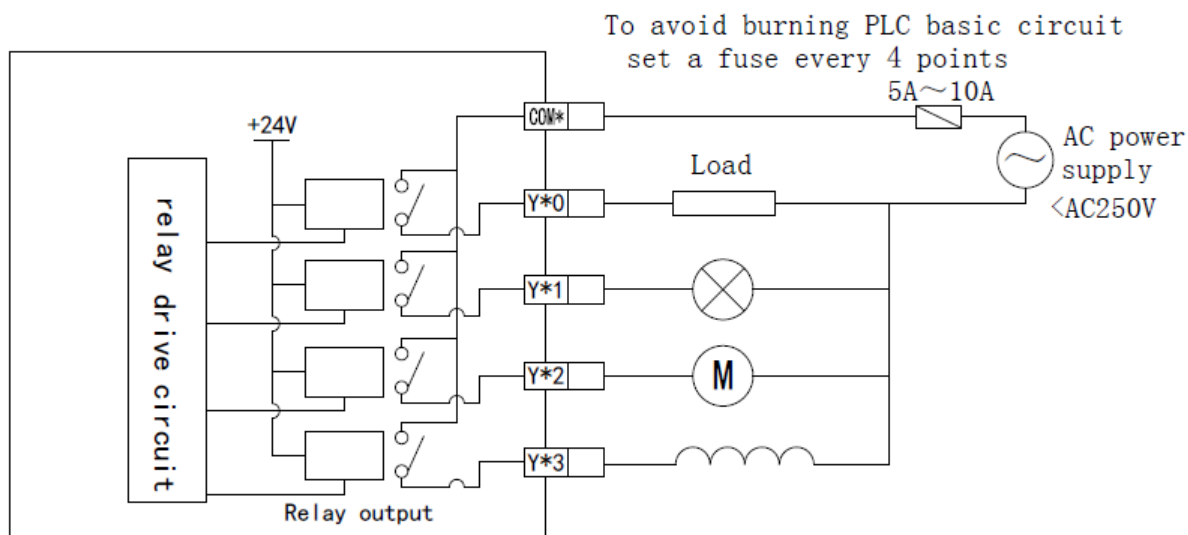 To avoid burning PLC basic circuit
set a fuse every 4 points
5A～10A
COM*
+24V
AC power
supply
<AC250V
Load
Y*0
relay drive circuit
Y*1
Y*2
M
Y*3
Relay output